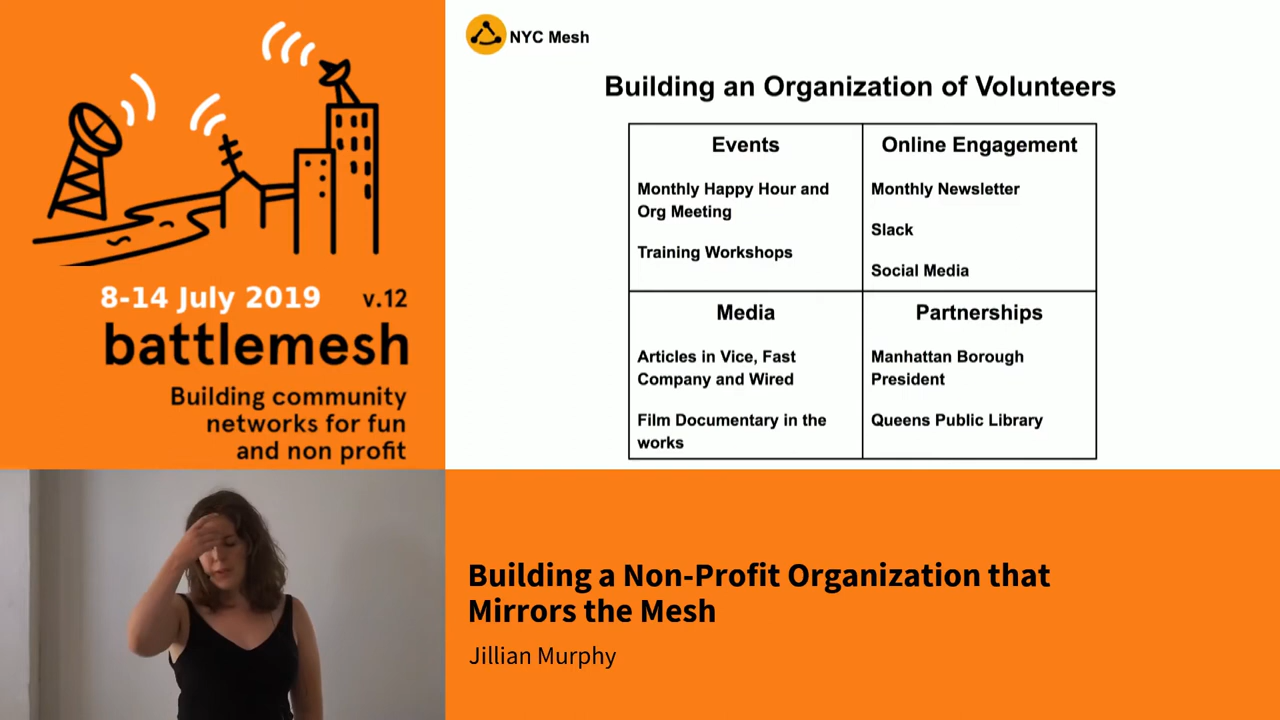 8-14 July 2019 v.12
battlemesh
Building community
networks for fun
and non profit
NYC Mesh
Building an Organization of Volunteers
Events
Monthly Happy Hour and
Org Meeting
Training Workshops
Online Engagement
Monthly Newsletter
Slack
Social Media
Media
Articles in Vice, Fast
Company and Wired
Film Documentary in the
works
Partnerships
Manhattan Borough
President
Queens Public Library
Building a Non-Profit Organization that
Mirrors the Mesh
Jillian Murphy